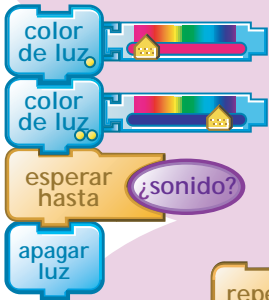 color
de luz
color
de luz
esperar
hasta
¿sonido?
apagar
luz
repe